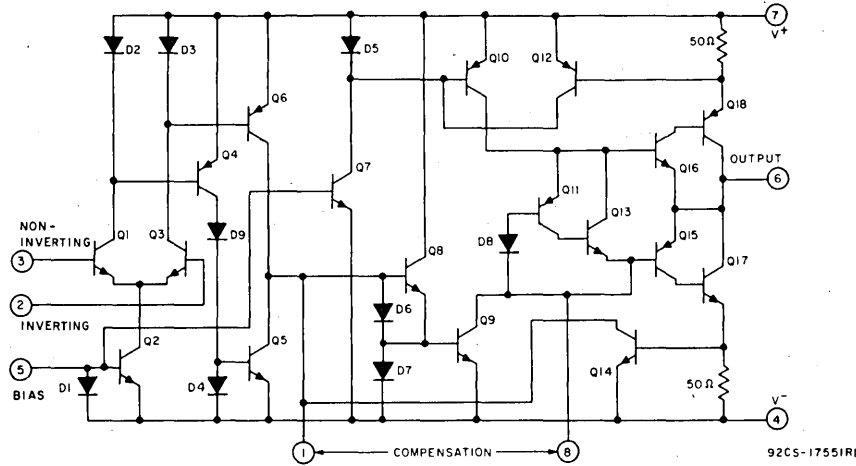 7
V+
D2
D3
D5
50Ω
Q10
Q12
Q6
Q18
Q4
Q7
Q11
Q16
OUTPUT
6
Q13
NON-
INVERTING
3
Q1
Q3
D9
Q8
D8
Q15
Q17
2
INVERTING
D6
Q9
5
BIAS
D1
Q2
D4
Q5
D7
Q14
50Ω
V-
4
1
COMPENSATION
8
92CS-17551RI